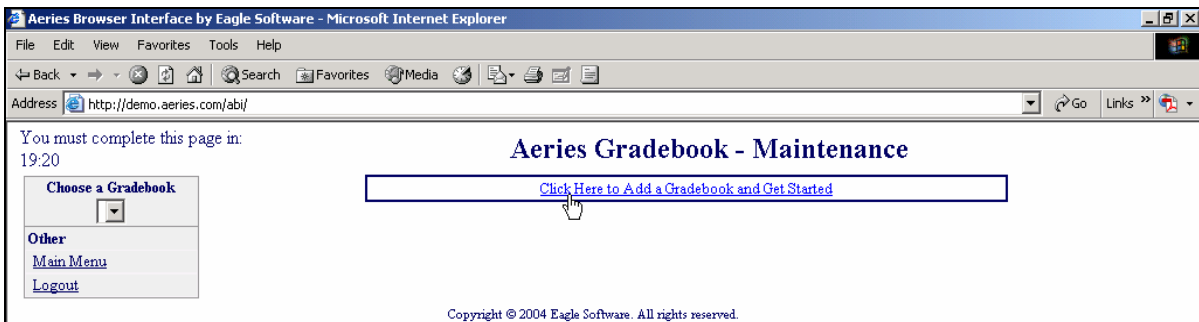 Aeries Browser Interface by Eagle Software - Microsoft Internet Explorer
File Edit View Favorites Tools Help
Back Search Favorites Media
Address http://demo.aeries.com/abi/ Go Links »
You must complete this page in:
19:20
Aeries Gradebook - Maintenance
Click Here to Add a Gradebook and Get Started
Choose a Gradebook
Other
Main Menu
Logout
Copyright © 2004 Eagle Software. All rights reserved.